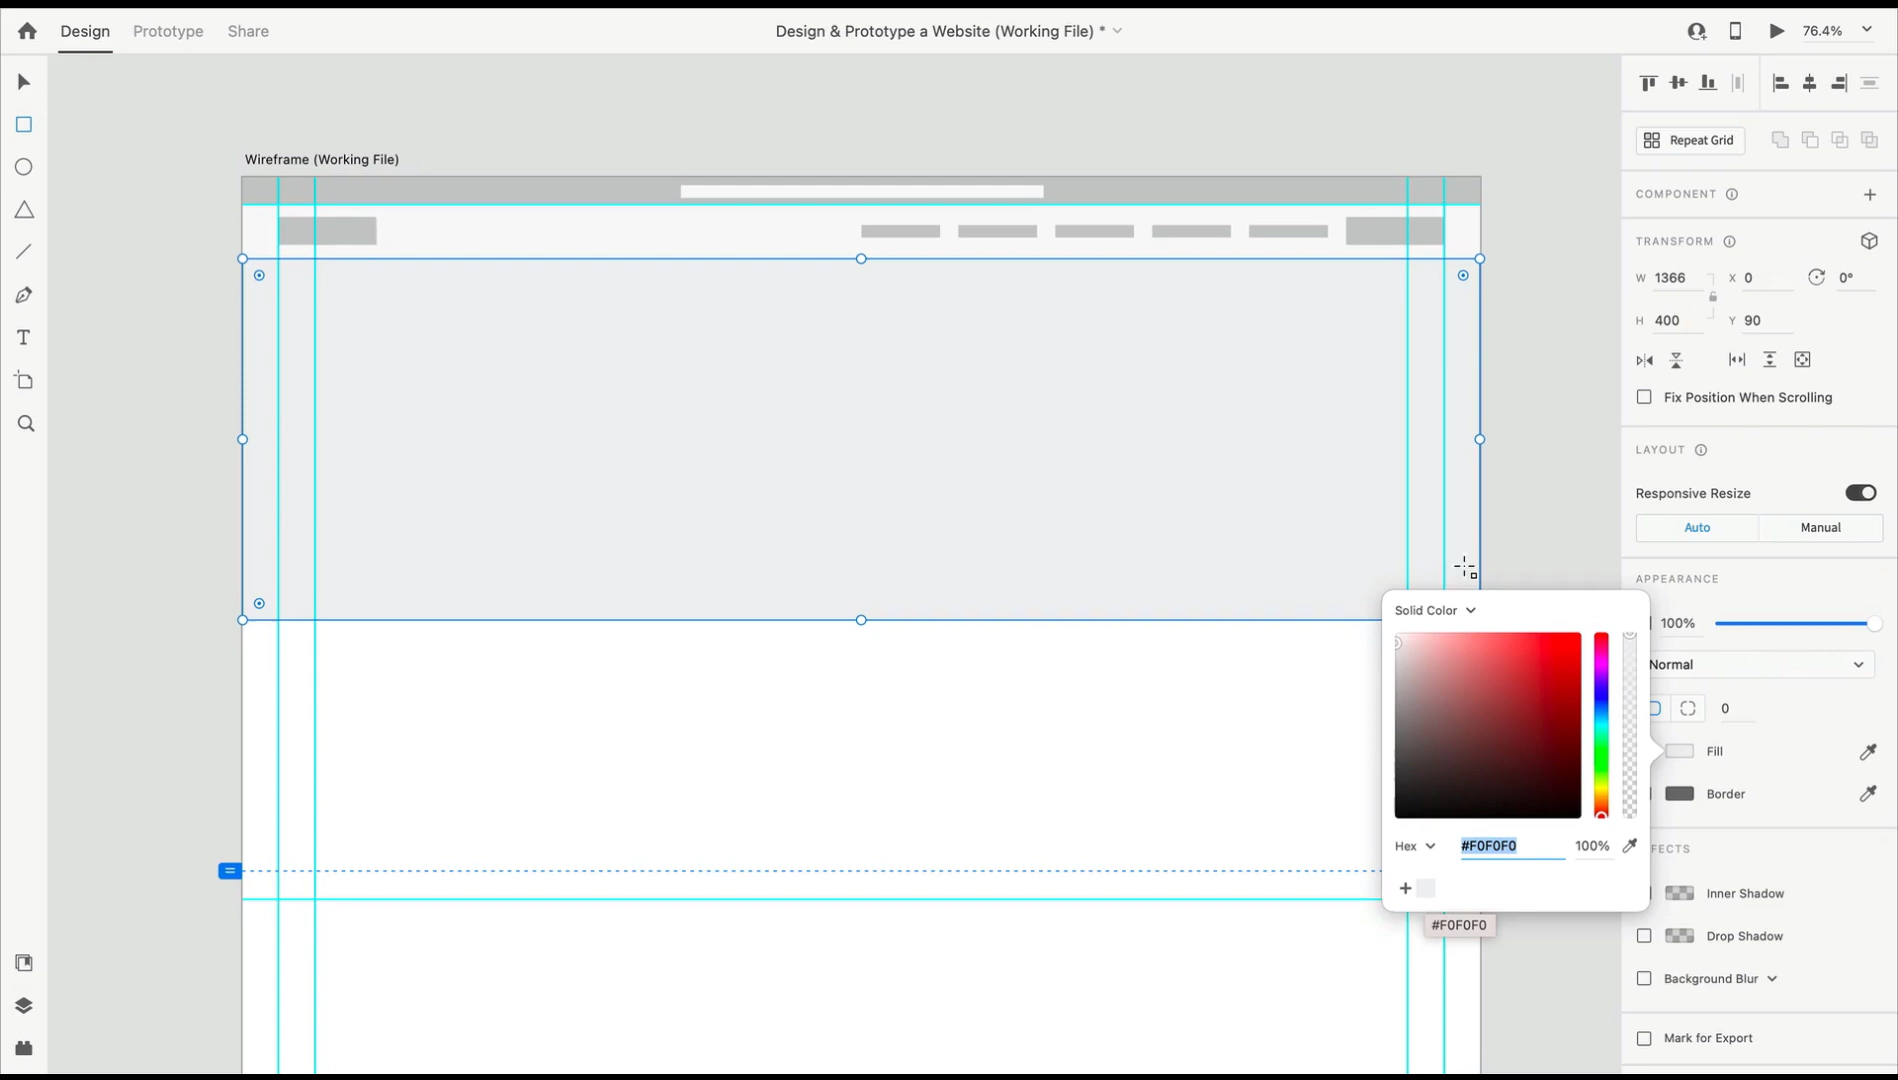 Design Prototype Share Design & Prototype a Website (Working File) * 76.4%
Repeat Grid
Wireframe (Working File)
COMPONENT
TRANSFORM
W 1366 X 0 0°
H 400 Y 90
Fix Position When Scrolling
LAYOUT
Responsive Resize
Auto Manual
APPEARANCE
Solid Color
100%
Normal
0
Fill
Border
Hex #F0F0F0 100%
FFECTS
Inner Shadow
#F0F0F0
Drop Shadow
Background Blur
Mark for Export